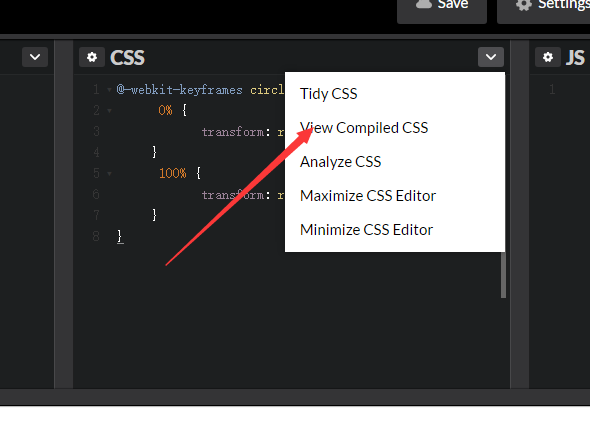 Save
Settings
CSS
JS
1 @-webkit-keyframes circl
2 0% {
3 transform: r
4 }
5 100% {
6 transform: r
7 }
8 }
1
Tidy CSS
View Compiled CSS
Analyze CSS
Maximize CSS Editor
Minimize CSS Editor